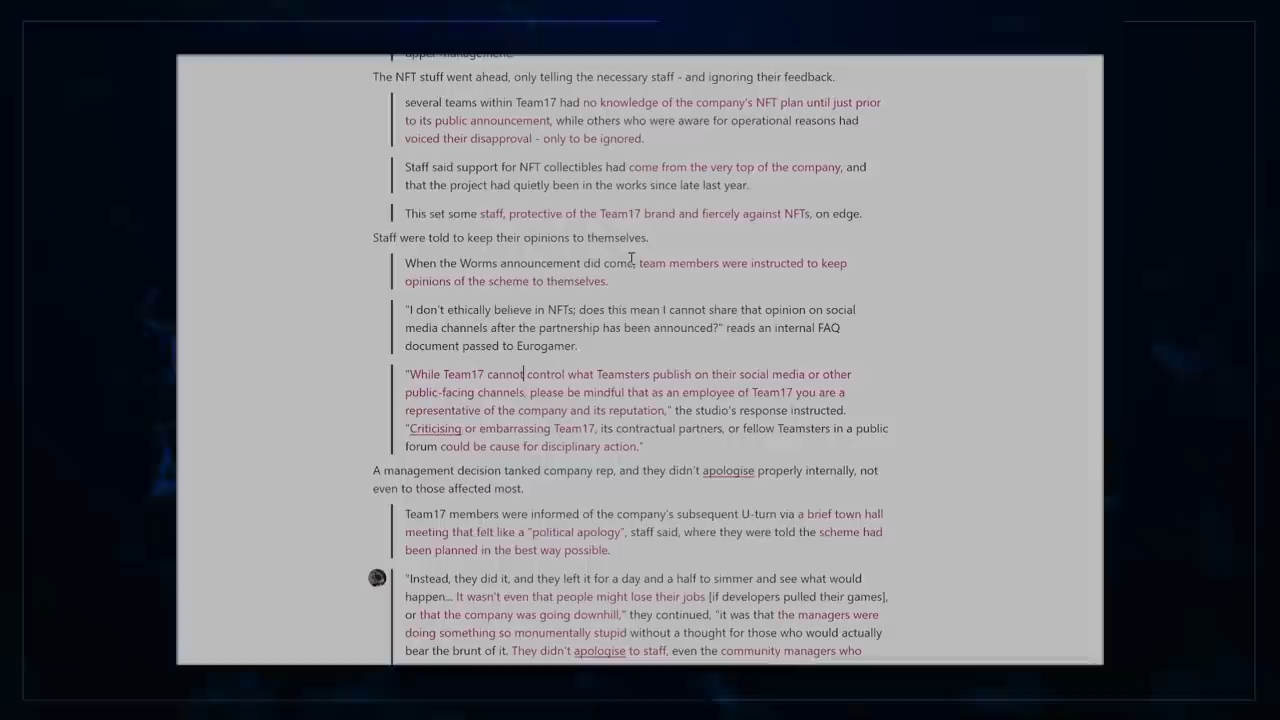 upper management.
The NFT stuff went ahead, only telling the necessary staff - and ignoring their feedback.
several teams within Team17 had no knowledge of the company's NFT plan until just prior
to its public announcement, while others who were aware for operational reasons had
voiced their disapproval - only to be ignored.
Staff said support for NFT collectibles had come from the very top of the company, and
that the project had quietly been in the works since late last year.
This set some staff, protective of the Team17 brand and fiercely against NFTs, on edge.
Staff were told to keep their opinions to themselves.
When the Worms announcement did come, team members were instructed to keep
opinions of the scheme to themselves.
"I don't ethically believe in NFTs; does this mean I cannot share that opinion on social
media channels after the partnership has been announced?" reads an internal FAQ
document passed to Eurogamer.
"While Team17 cannot control what Teamsters publish on their social media or other
public-facing channels, please be mindful that as an employee of Team17 you are a
representative of the company and its reputation," the studio's response instructed.
"Criticising or embarrassing Team17, its contractual partners, or fellow Teamsters in a public
forum could be cause for disciplinary action."
A management decision tanked company rep, and they didn't apologise properly internally, not
even to those affected most.
Team17 members were informed of the company's subsequent U-turn via a brief town hall
meeting that felt like a "political apology", staff said, where they were told the scheme had
been planned in the best way possible.
"Instead, they did it, and they left it for a day and a half to simmer and see what would
happen... It wasn't even that people might lose their jobs [if developers pulled their games],
or that the company was going downhill," they continued, "it was that the managers were
doing something so monumentally stupid without a thought for those who would actually
bear the brunt of it. They didn't apologise to staff, even the community managers who